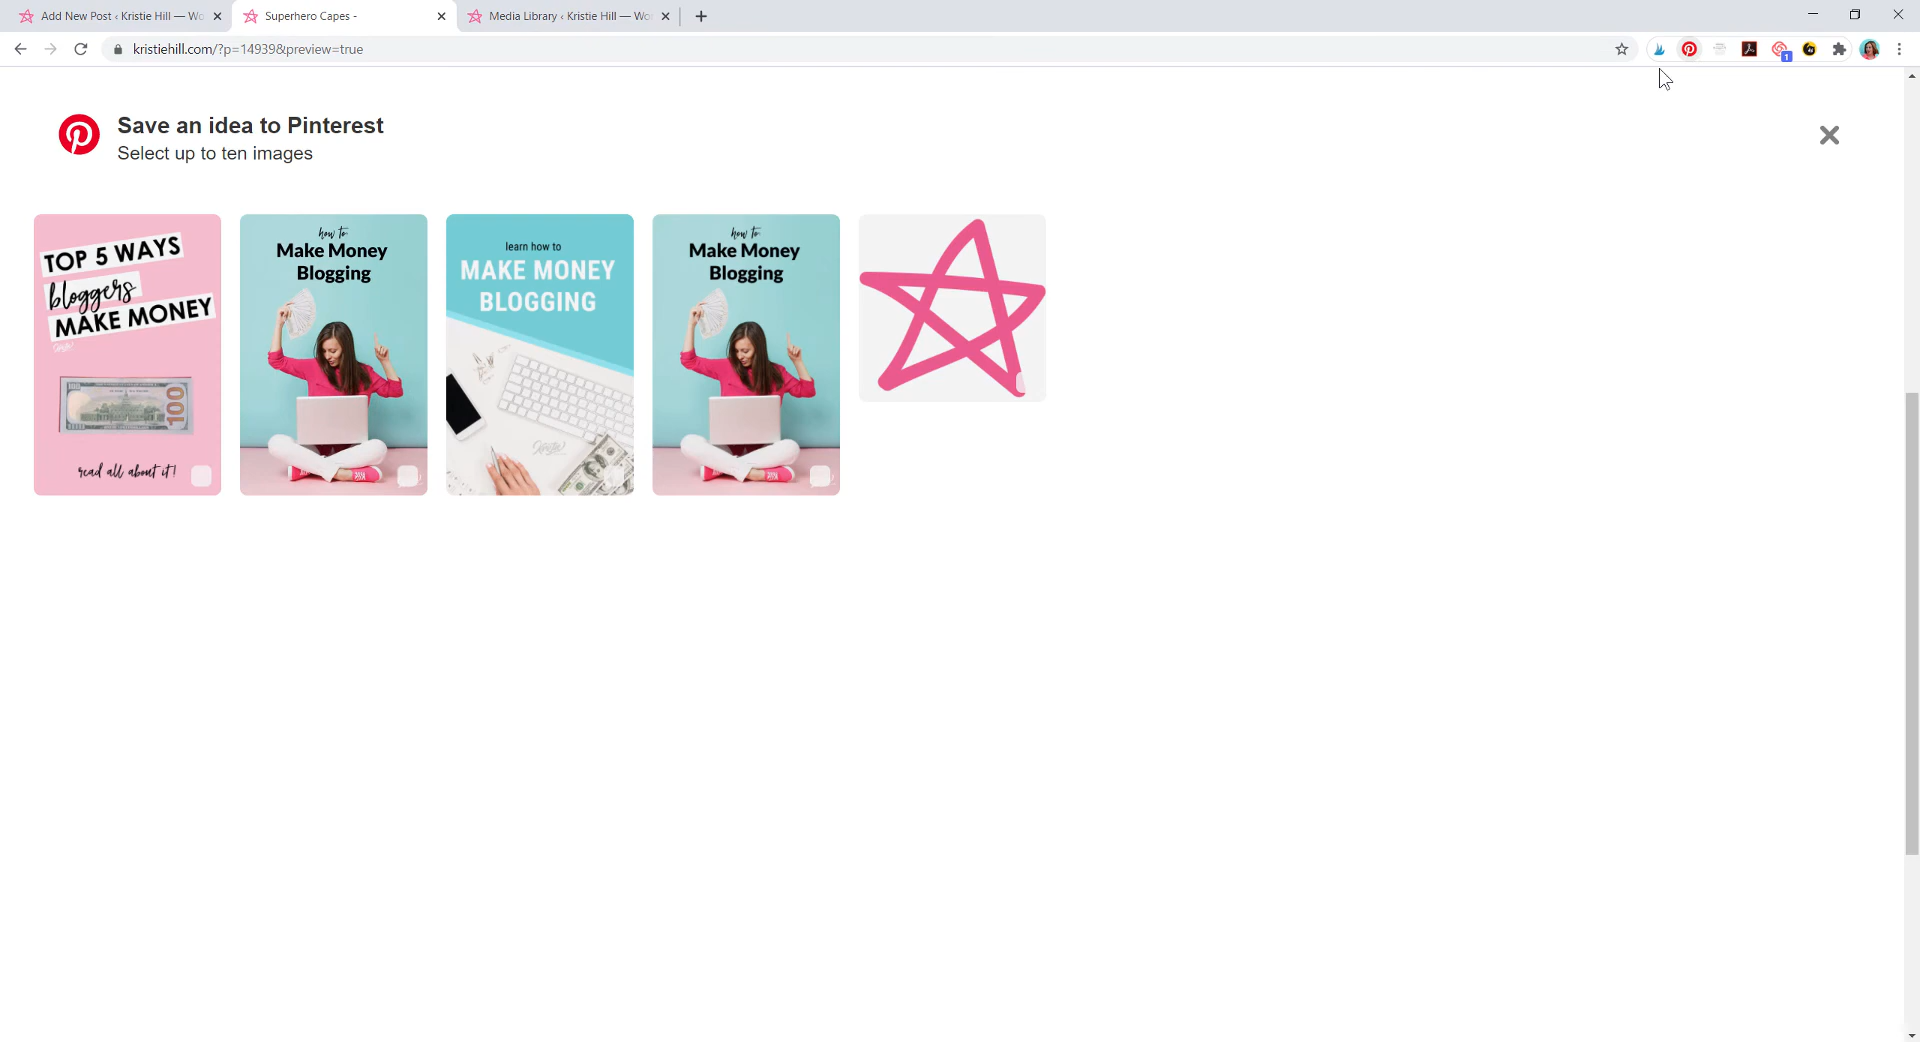 Add New Post ‹ Kristie Hill — Wo
Superhero Capes -
Media Library ‹ Kristie Hill — Wo
kristiehill.com/?p=14939&preview=true
1
Save an idea to Pinterest
Select up to ten images
TOP 5 WAYS
bloggers
MAKE MONEY
100
read all about it!
how to
Make Money
Blogging
learn how to
MAKE MONEY
BLOGGING
how to
Make Money
Blogging